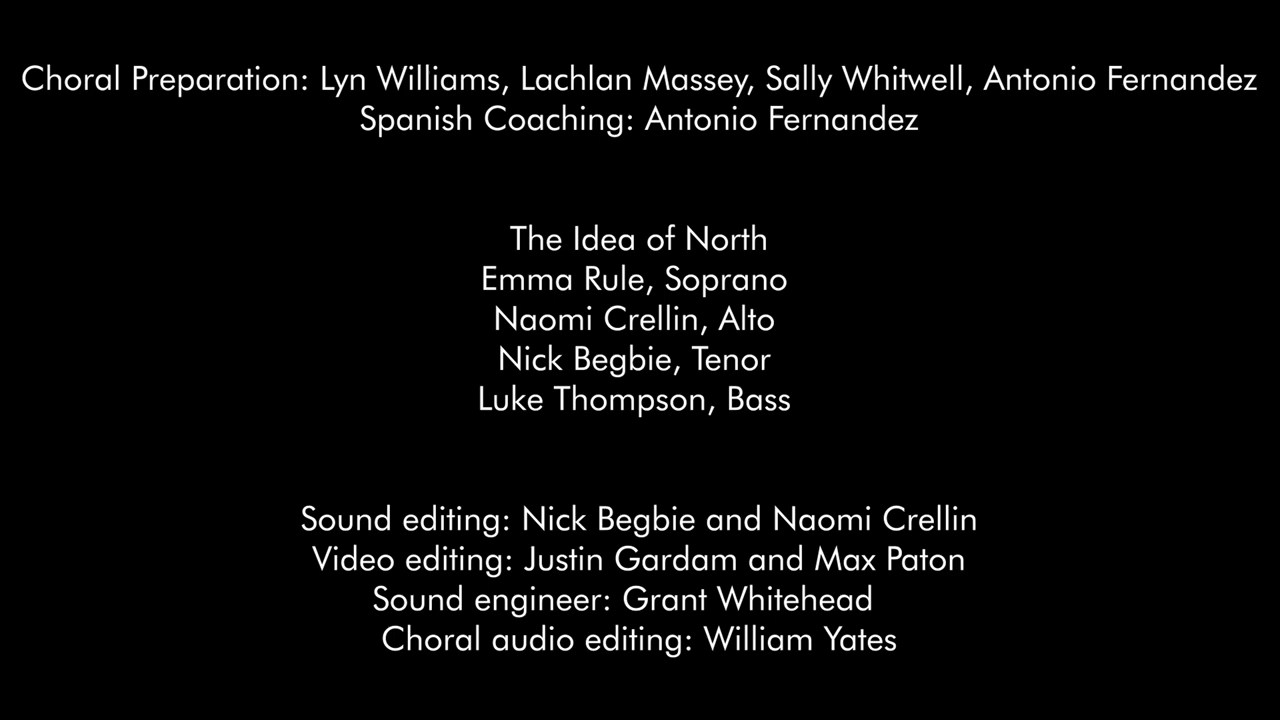 Choral Preparation: Lyn Williams, Lachlan Massey, Sally Whitwell, Antonio Fernandez
Spanish Coaching: Antonio Fernandez
The Idea of North
Emma Rule, Soprano
Naomi Crellin, Alto
Nick Begbie, Tenor
Luke Thompson, Bass
Sound editing: Nick Begbie and Naomi Crellin
Video editing: Justin Gardam and Max Paton
Sound engineer: Grant Whitehead
Choral audio editing: William Yates